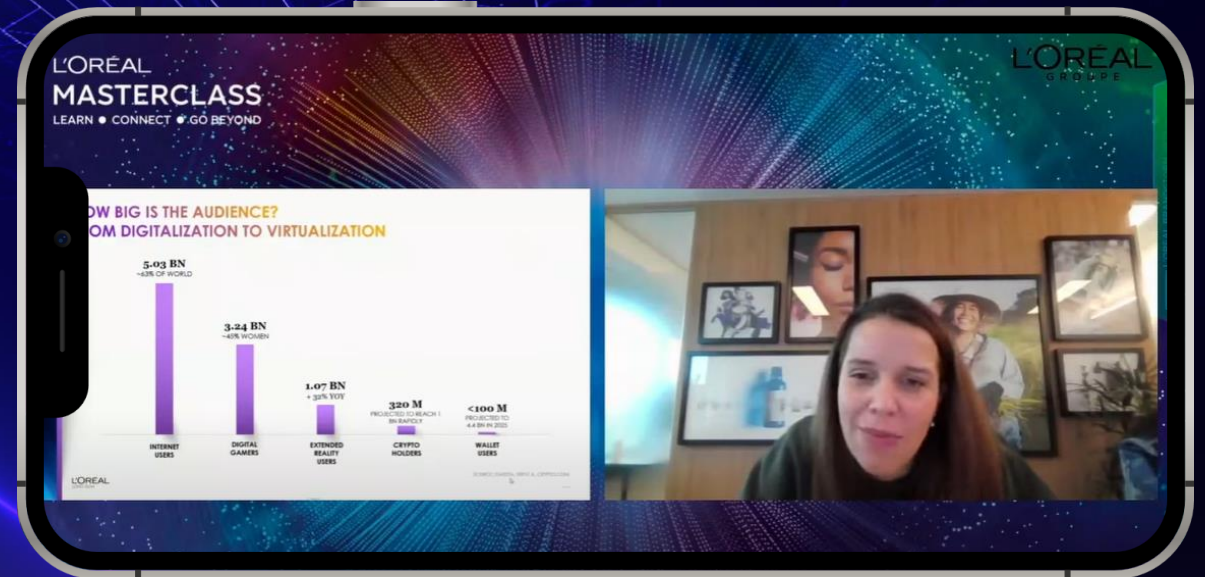 L'ORÉAL
MASTERCLASS
LEARN ● CONNECT ● GO BEYOND
L'ORÉAL
GROUPE
OW BIG IS THE AUDIENCE?
OM DIGITALIZATION TO VIRTUALIZATION
5.03 BN
~63% OF WORLD
3.24 BN
~45% WOMEN
1.07 BN
+ 32% YOY
320 M
PROJECTED TO REACH 1
BN RAPIDLY
<100 M
PROJECTED TO
4.4 BN IN 2025
INTERNET
USERS
DIGITAL
GAMERS
EXTENDED
REALITY
USERS
CRYPTO
HOLDERS
WALLET
USERS
L'ORÉAL